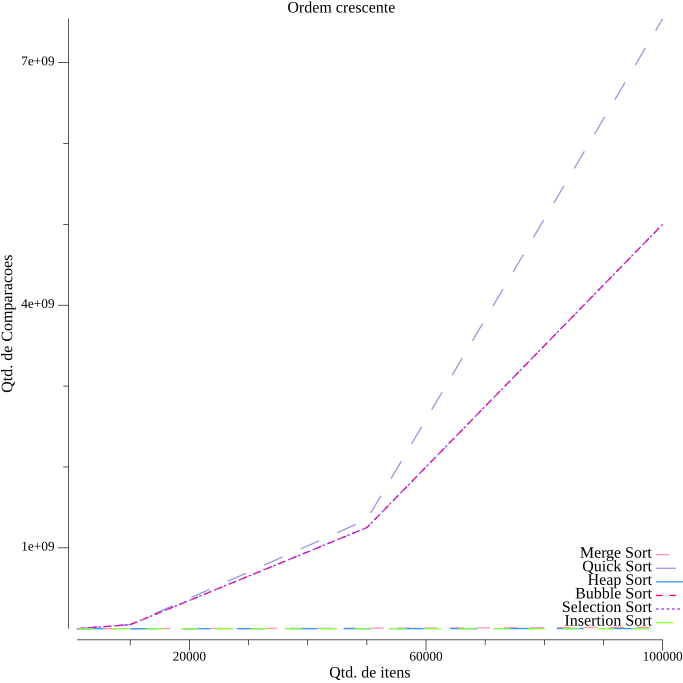 Ordem crescente
7e+09
4e+09
1e+09
Qtd. de Comparacoes
Merge Sort
Quick Sort
Heap Sort
Bubble Sort
Selection Sort
Insertion Sort
20000
60000
100000
Qtd. de itens